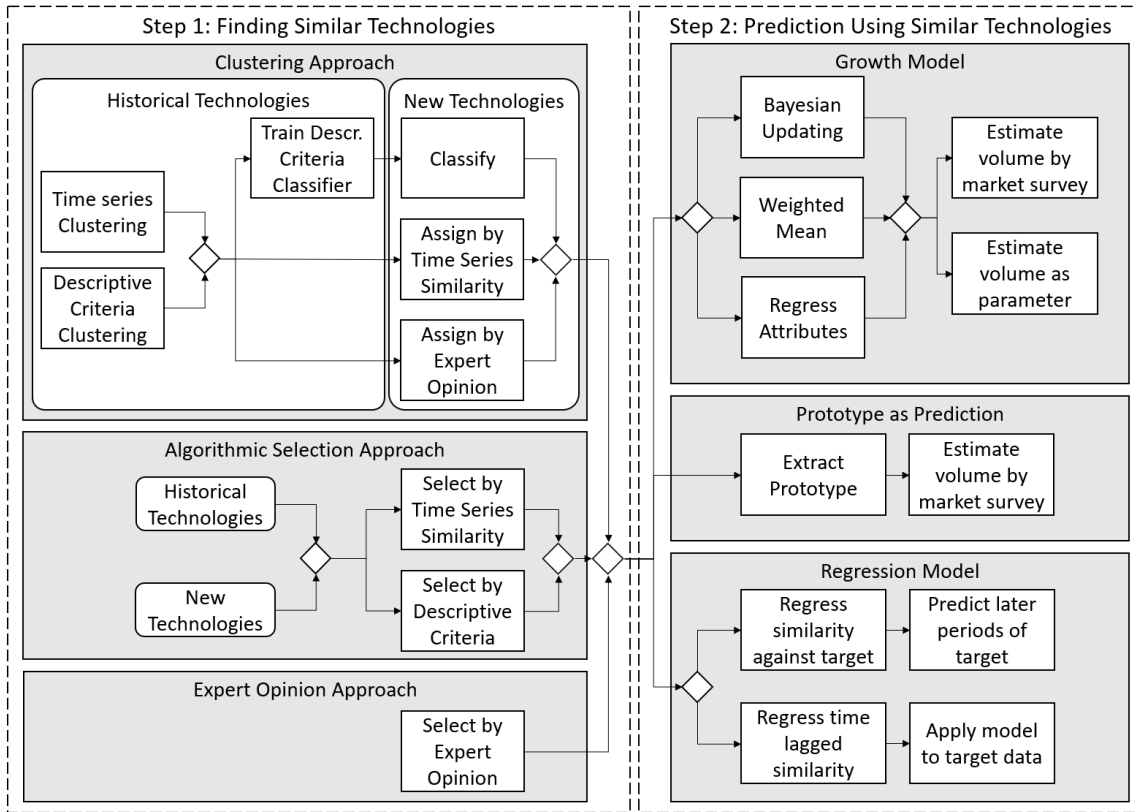 Step 1: Finding Similar Technologies
Clustering Approach
Historical Technologies
Time series
Clustering
Descriptive
Criteria
Clustering
Train Descr.
Criteria
Classifier
New Technologies
Classify
Assign by
Time Series
Similarity
Assign by
Expert
Opinion
Algorithmic Selection Approach
Historical
Technologies
New
Technologies
Select by
Time Series
Similarity
Select by
Descriptive
Criteria
Expert Opinion Approach
Select by
Expert
Opinion
Step 2: Prediction Using Similar Technologies
Growth Model
Bayesian
Updating
Weighted
Mean
Regress
Attributes
Estimate
volume by
market survey
Estimate
volume as
parameter
Prototype as Prediction
Extract
Prototype
Estimate
volume by
market survey
Regression Model
Regress
similarity
against target
Predict later
periods of
target
Regress time
lagged
similarity
Apply model
to target data